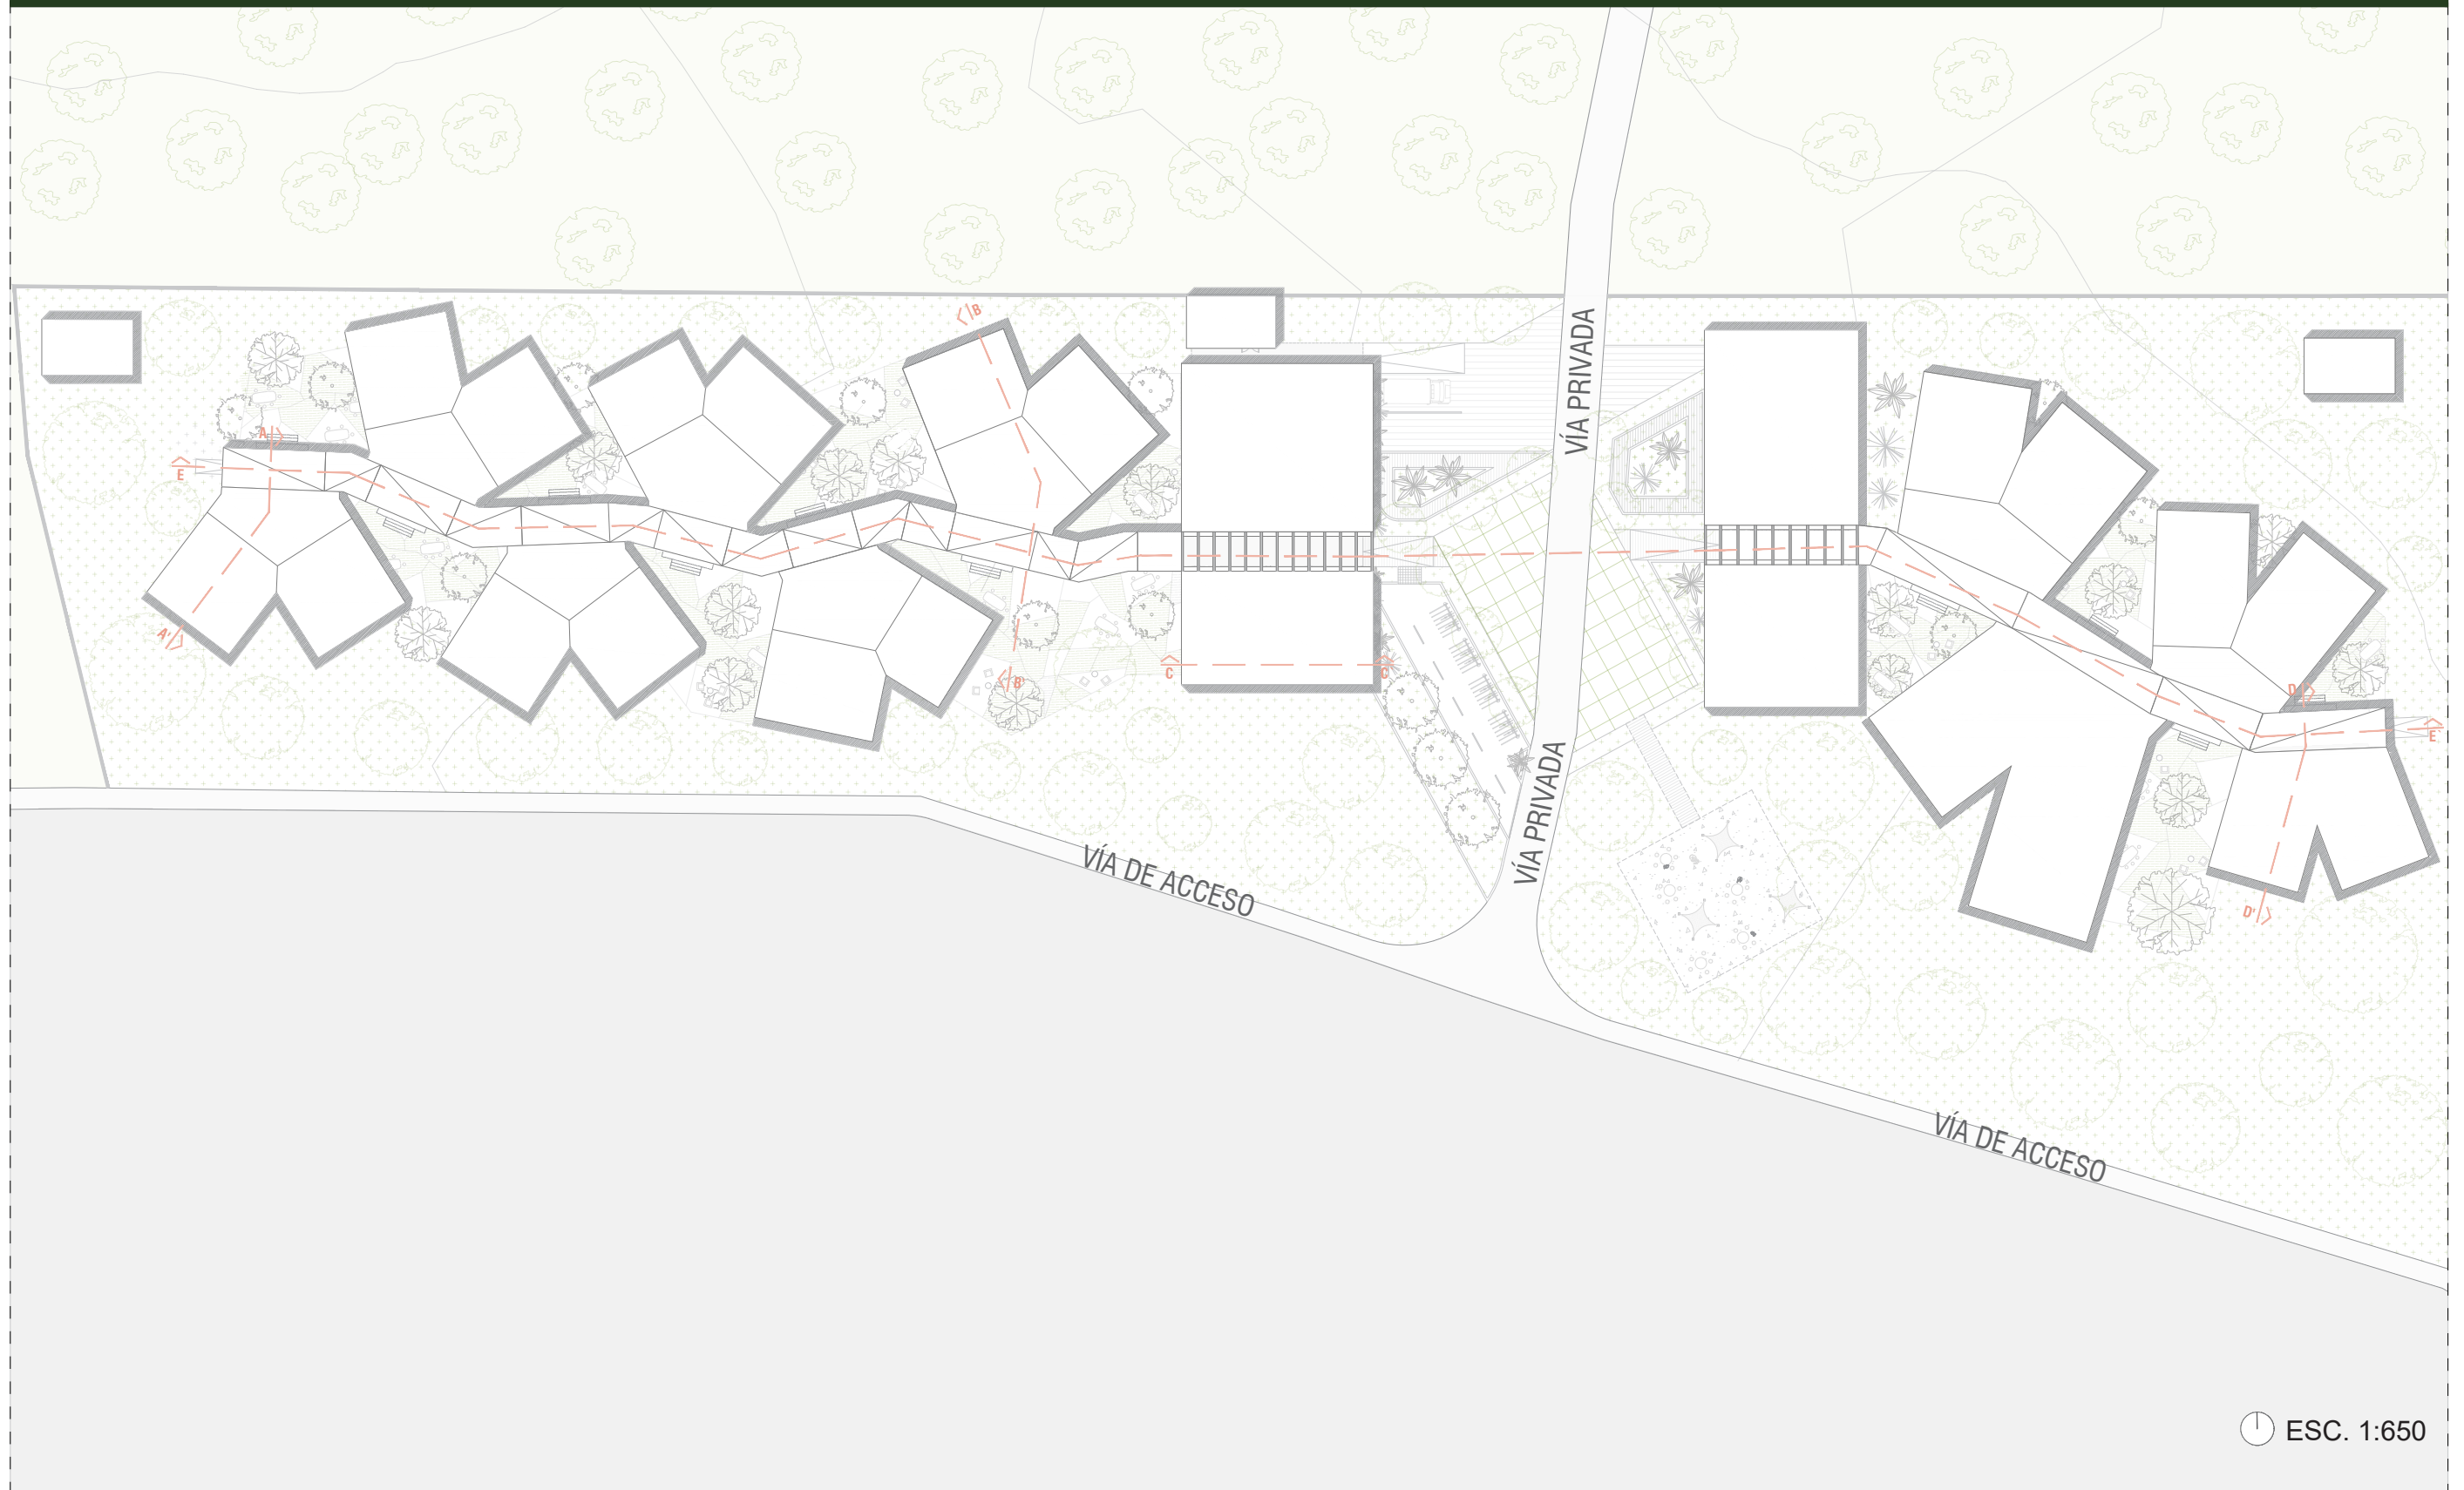 B
VÍA PRIVADA
A
E
B'
C
C'
A'
D
E'
VÍA PRIVADA
VÍA DE ACCESO
D'
VÍA DE ACCESO
ESC. 1:650